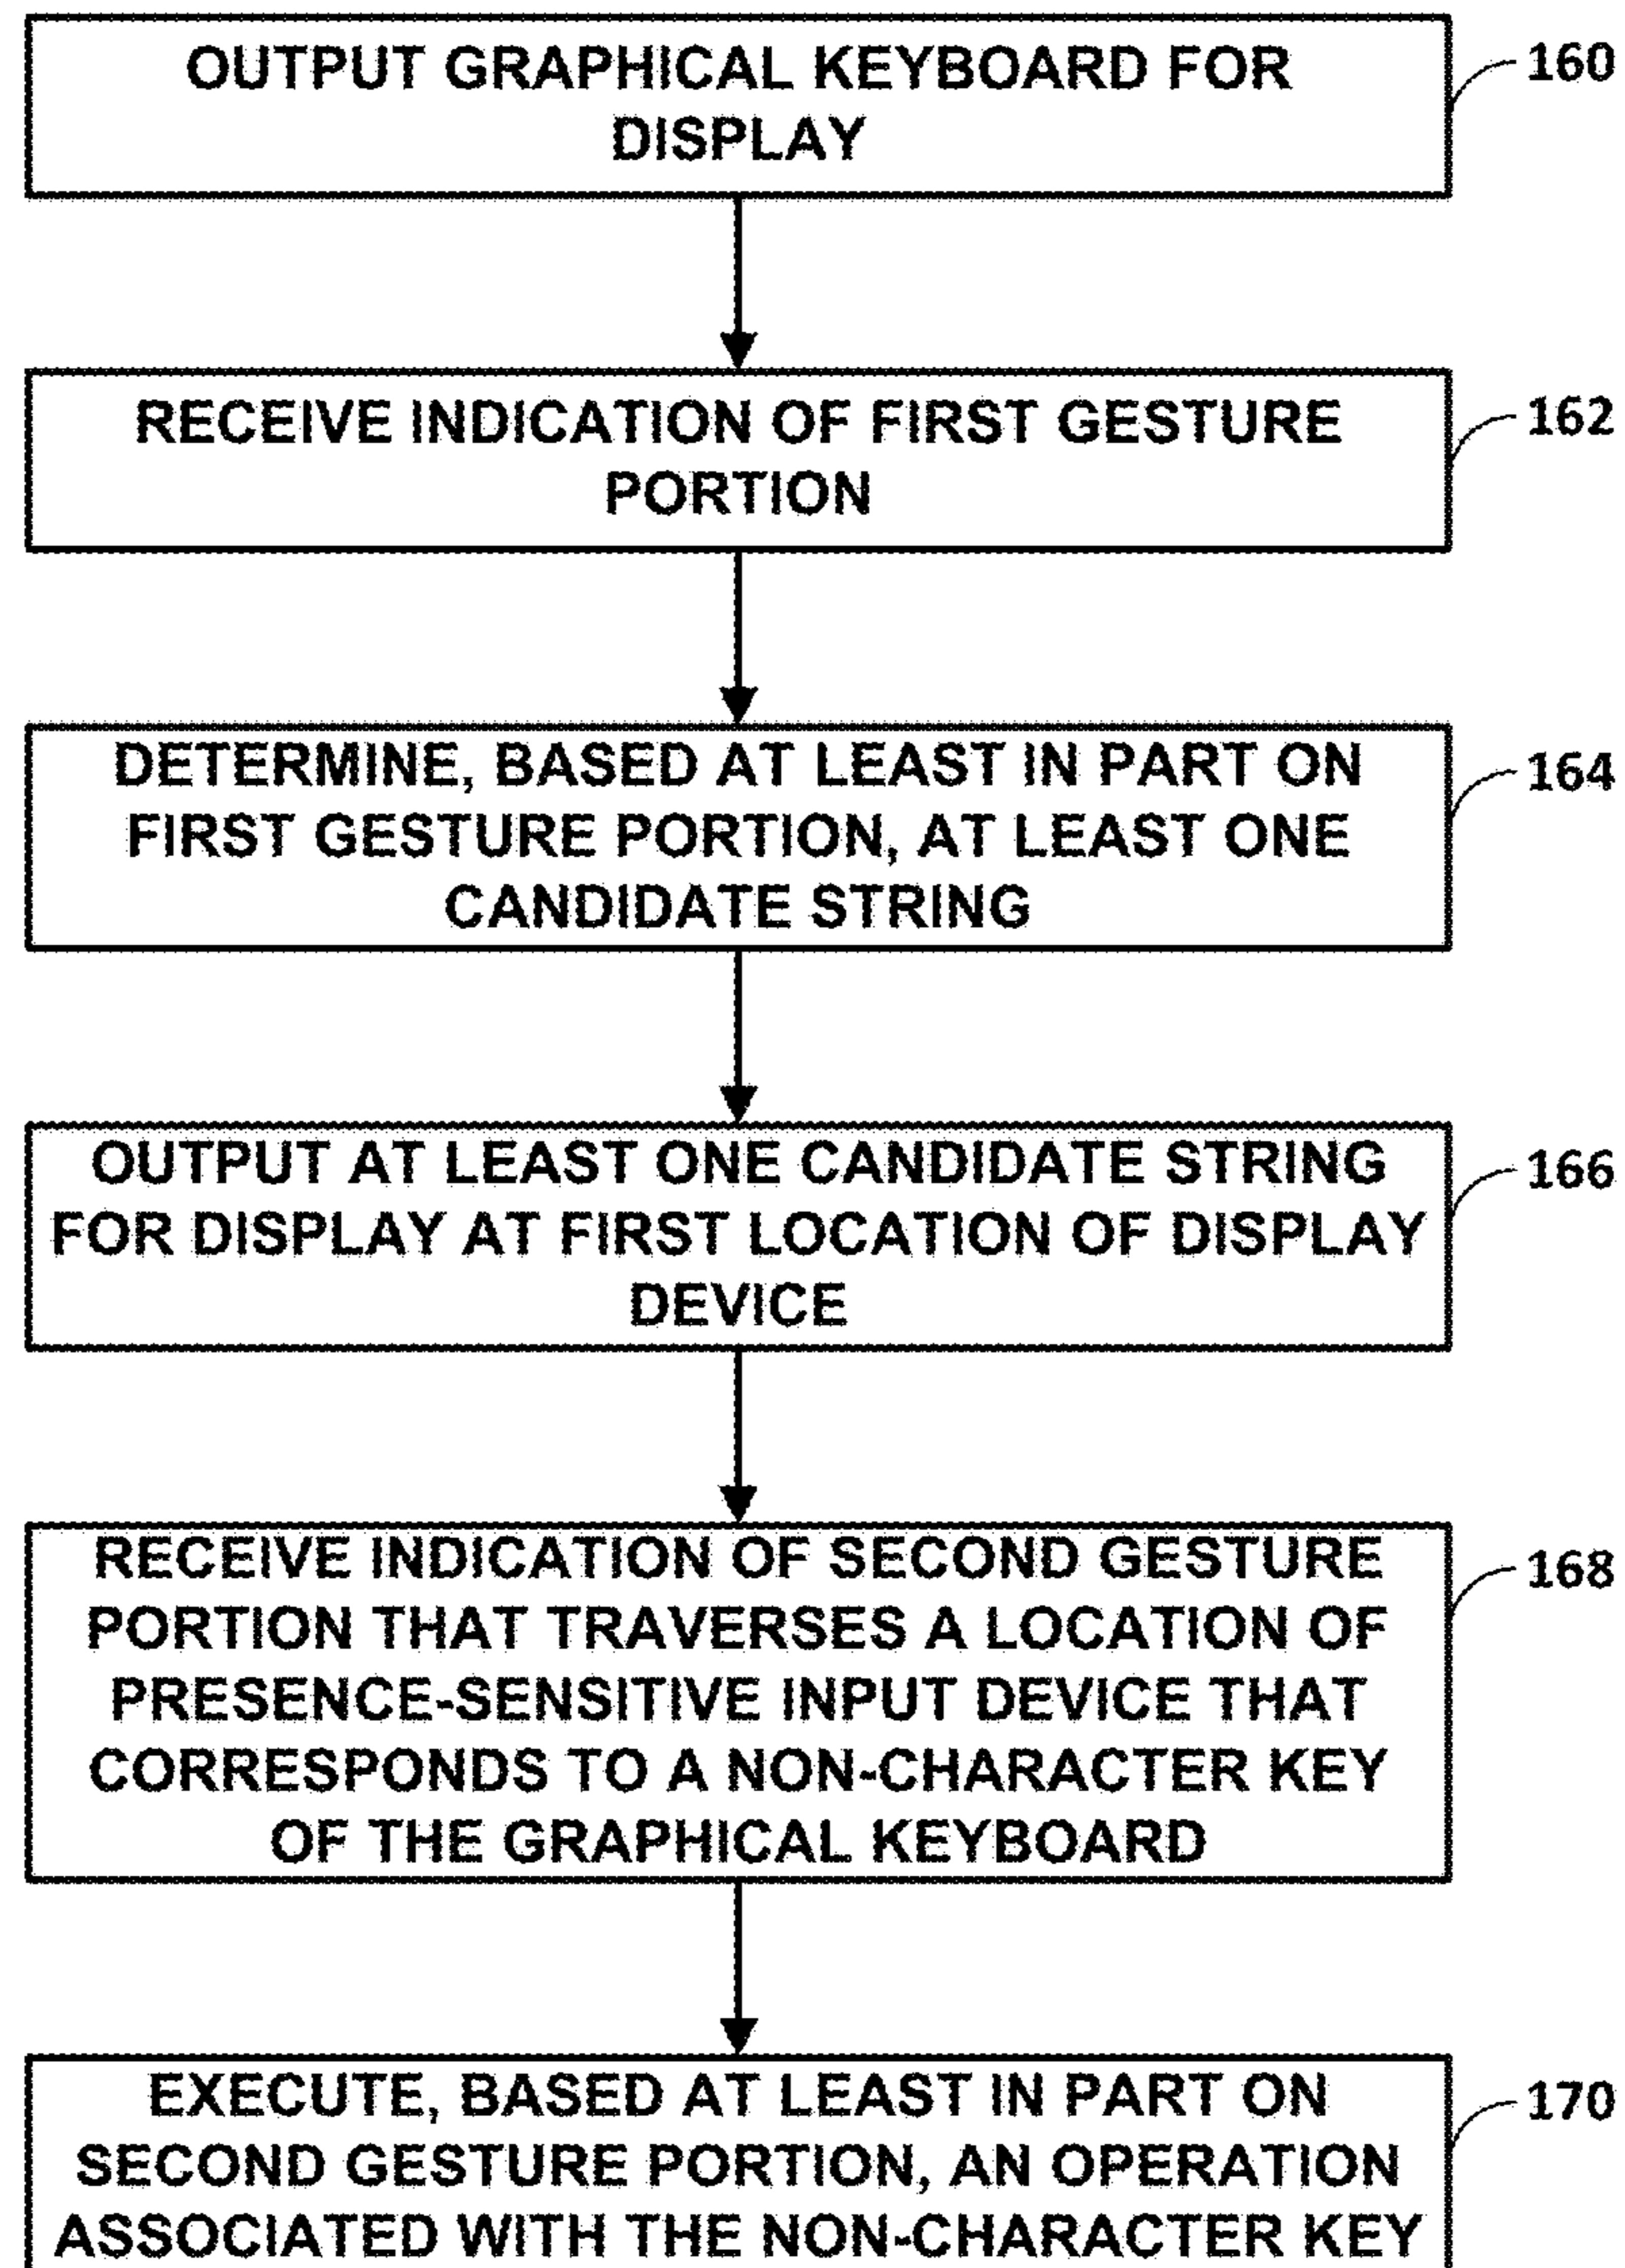 OUTPUT GRAPHICAL KEYBOARD FOR
DISPLAY
160
RECEIVE INDICATION OF FIRST GESTURE
PORTION
162
DETERMINE, BASED AT LEAST IN PART ON
FIRST GESTURE PORTION, AT LEAST ONE
CANDIDATE STRING
164
OUTPUT AT LEAST ONE CANDIDATE STRING
FOR DISPLAY AT FIRST LOCATION OF DISPLAY
DEVICE
166
RECEIVE INDICATION OF SECOND GESTURE
PORTION THAT TRAVERSES A LOCATION OF
PRESENCE-SENSITIVE INPUT DEVICE THAT
CORRESPONDS TO A NON-CHARACTER KEY
OF THE GRAPHICAL KEYBOARD
168
EXECUTE, BASED AT LEAST IN PART ON
SECOND GESTURE PORTION, AN OPERATION
ASSOCIATED WITH THE NON-CHARACTER KEY
170